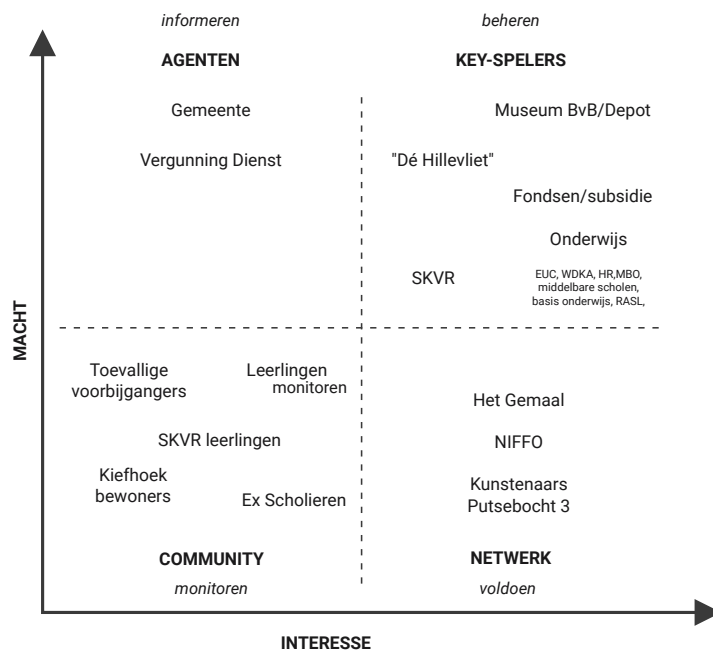 informeren
beheren
AGENTEN
KEY-SPELERS
Gemeente
Museum BvB/Depot
Vergunning Dienst
"Dé Hillevliet"
Fondsen/subsidie
Onderwijs
SKVR
EUC, WDKA, HR,MBO,
middelbare scholen,
basis onderwijs, RASL,
MACHT
Toevallige
voorbijgangers
Leerlingen
monitoren
Het Gemaal
SKVR leerlingen
NIFFO
Kiefhoek
bewoners
Ex Scholieren
Kunstenaars
Putsebocht 3
COMMUNITY
NETWERK
monitoren
voldoen
INTERESSE